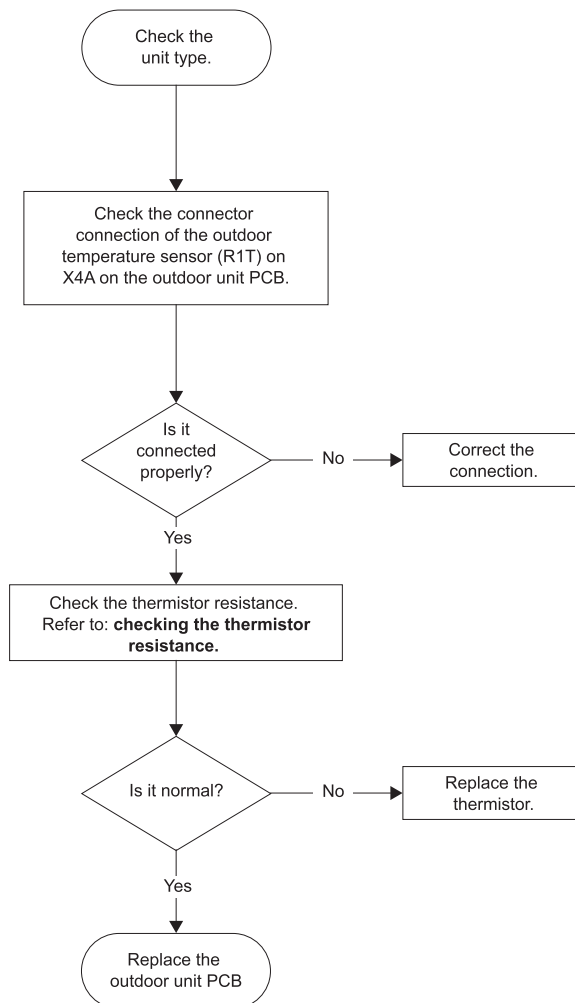 Check the
unit type.
Check the connector
connection of the outdoor
temperature sensor (R1T) on
X4A on the outdoor unit PCB.
Is it
connected
properly?
No
Correct the
connection.
Yes
Check the thermistor resistance.
Refer to: checking the thermistor
resistance.
Is it normal?
No
Replace the
thermistor.
Yes
Replace the
outdoor unit PCB